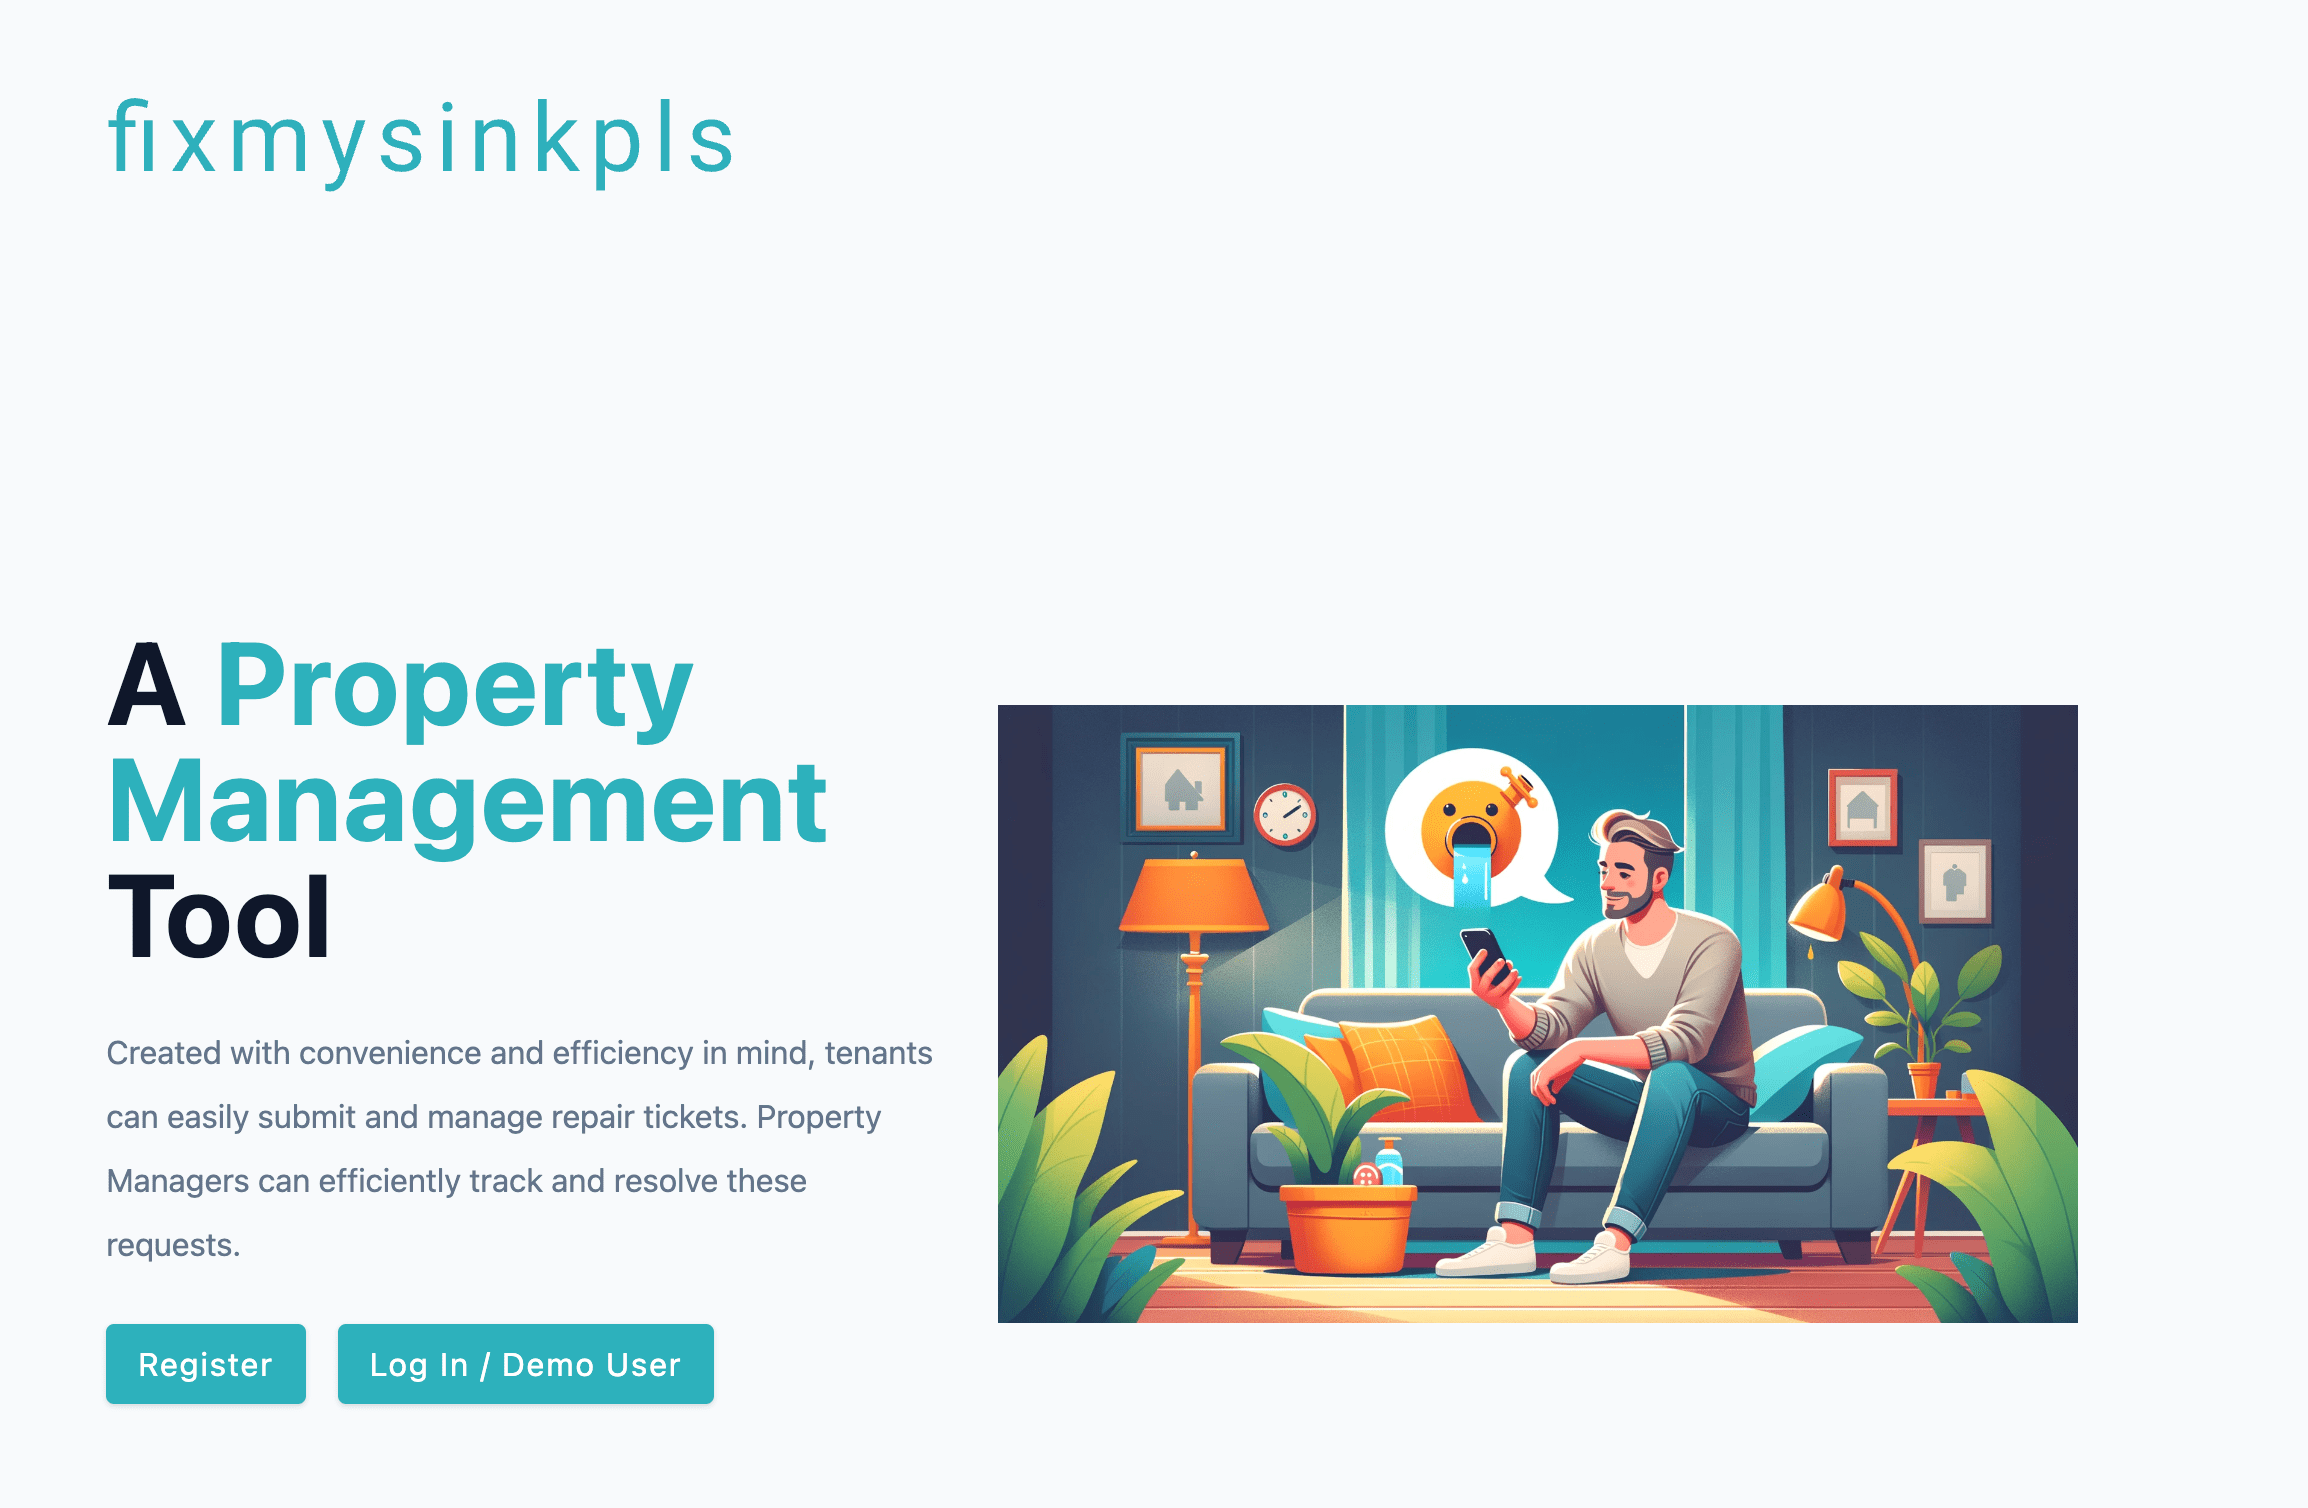 fixmysinkpls
A Property
Management
Tool
Created with convenience and efficiency in mind, tenants
can easily submit and manage repair tickets. Property
Managers can efficiently track and resolve these
requests.
Register
Log In / Demo User